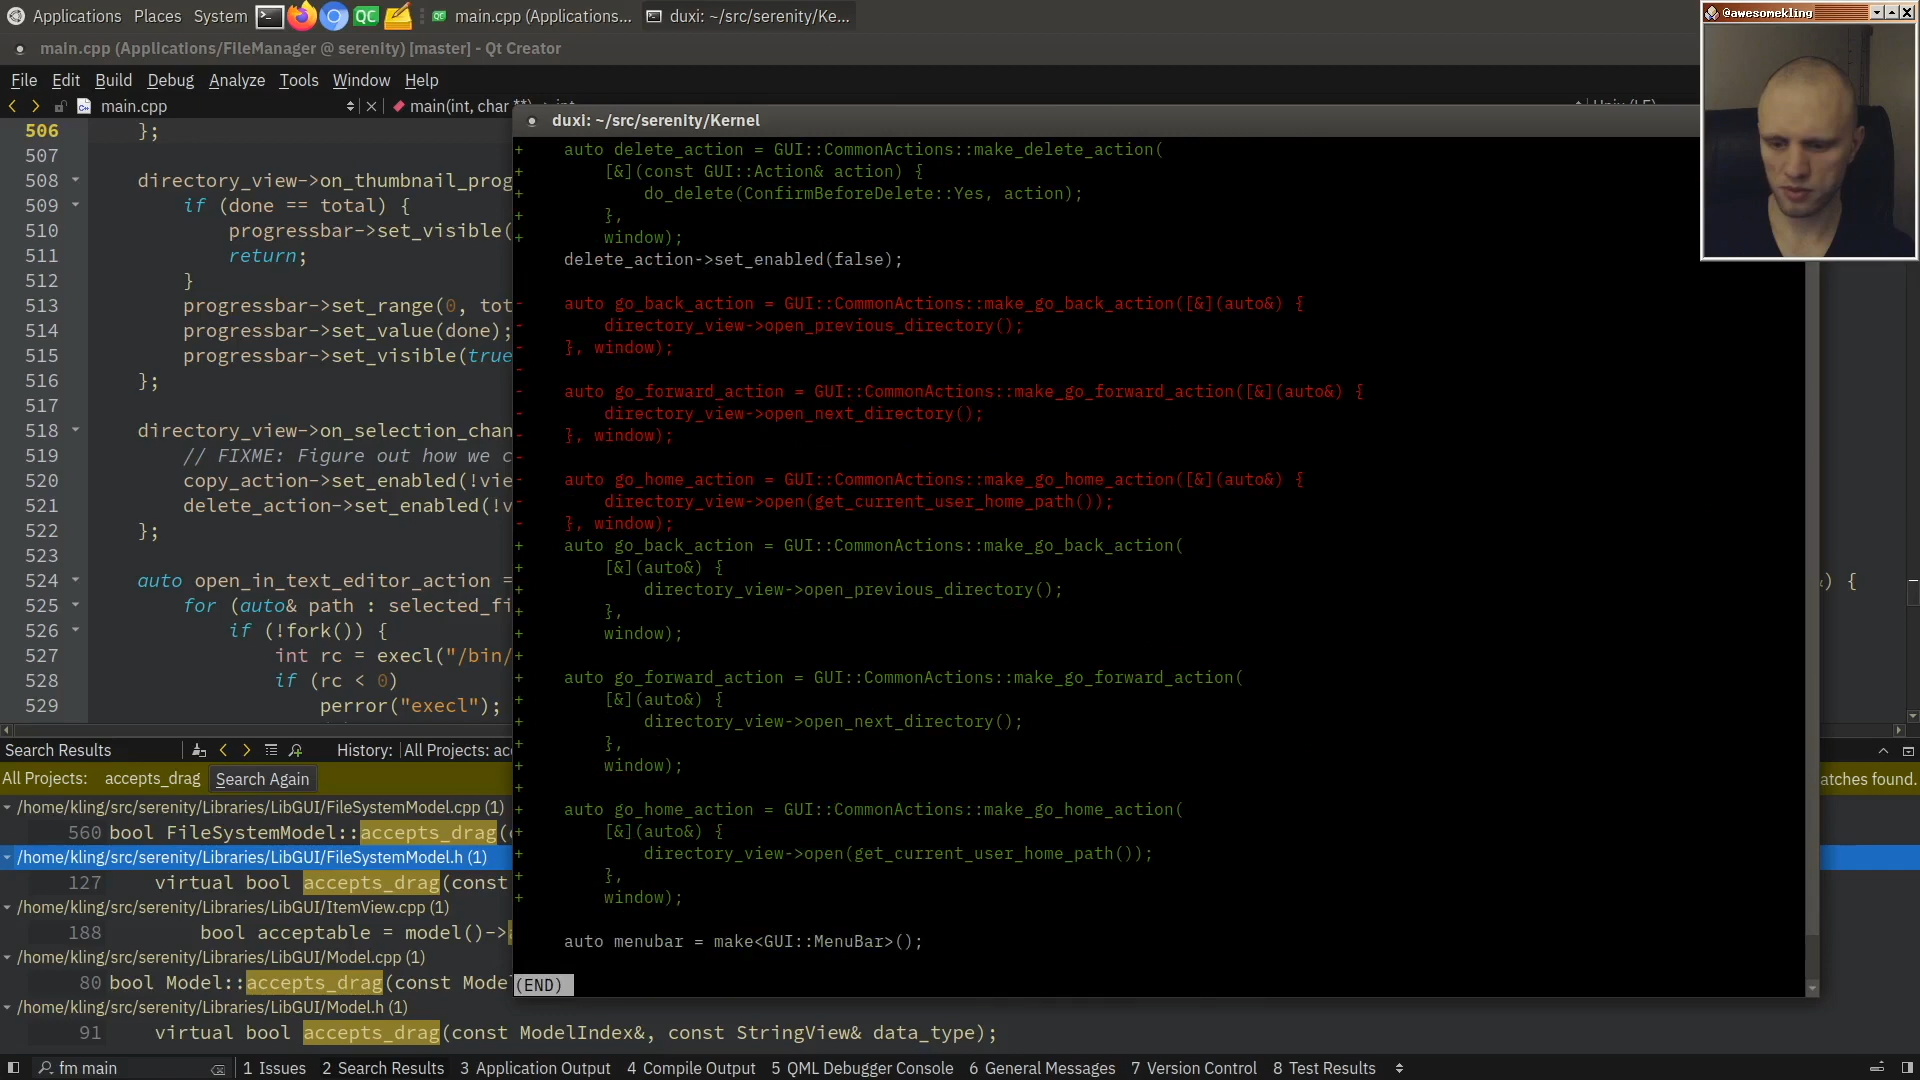 Applications Places System QC QC main.cpp (Applications... duxi: ~/src/serenity/Ke...
@awesomekling
main.cpp (Applications/FileManager @ serenity) [master] - Qt Creator
File Edit Build Debug Analyze Tools Window Help
main.cpp main(int, char
duxi: ~/src/serenity/Kernel
506 };
507
508 directory_view->on_thumbnail_prog
509 if (done == total) {
510 progressbar->set_visible(
511 return;
512 }
513 progressbar->set_range(0, tot
514 progressbar->set_value(done);
515 progressbar->set_visible(true
516 };
517
518 directory_view->on_selection_chan
519 // FIXME: Figure out how we c
520 copy_action->set_enabled(!vie
521 delete_action->set_enabled(!v
522 };
523
524 auto open_in_text_editor_action =
525 for (auto& path : selected_fi
526 if (!fork()) {
527 int rc = execl("/bin/
528 if (rc < 0)
529 perror("execl");
+ auto delete_action = GUI::CommonActions::make_delete_action(
+ [&](const GUI::Action& action) {
+ do_delete(ConfirmBeforeDelete::Yes, action);
+ },
+ window);
delete_action->set_enabled(false);
- auto go_back_action = GUI::CommonActions::make_go_back_action([&](auto&) {
- directory_view->open_previous_directory();
- }, window);
-
- auto go_forward_action = GUI::CommonActions::make_go_forward_action([&](auto&) {
- directory_view->open_next_directory();
- }, window);
-
- auto go_home_action = GUI::CommonActions::make_go_home_action([&](auto&) {
- directory_view->open(get_current_user_home_path());
- }, window);
+ auto go_back_action = GUI::CommonActions::make_go_back_action(
+ [&](auto&) {
+ directory_view->open_previous_directory();
+ },
+ window);
+
+ auto go_forward_action = GUI::CommonActions::make_go_forward_action(
+ [&](auto&) {
+ directory_view->open_next_directory();
+ },
+ window);
+
+ auto go_home_action = GUI::CommonActions::make_go_home_action(
+ [&](auto&) {
+ directory_view->open(get_current_user_home_path());
+ },
+ window);
auto menubar = make<GUI::MenuBar>();
(END)
) {
Search Results History: All Projects: acc
All Projects: accepts_drag Search Again atches found.
/home/kling/src/serenity/Libraries/LibGUI/FileSystemModel.cpp (1)
560 bool FileSystemModel::accepts_drag(
/home/kling/src/serenity/Libraries/LibGUI/FileSystemModel.h (1)
127 virtual bool accepts_drag(const
/home/kling/src/serenity/Libraries/LibGUI/ItemView.cpp (1)
188 bool acceptable = model()->
/home/kling/src/serenity/Libraries/LibGUI/Model.cpp (1)
80 bool Model::accepts_drag(const Mode
/home/kling/src/serenity/Libraries/LibGUI/Model.h (1)
91 virtual bool accepts_drag(const ModelIndex&, const StringView& data_type);
fm main 1 Issues 2 Search Results 3 Application Output 4 Compile Output 5 QML Debugger Console 6 General Messages 7 Version Control 8 Test Results